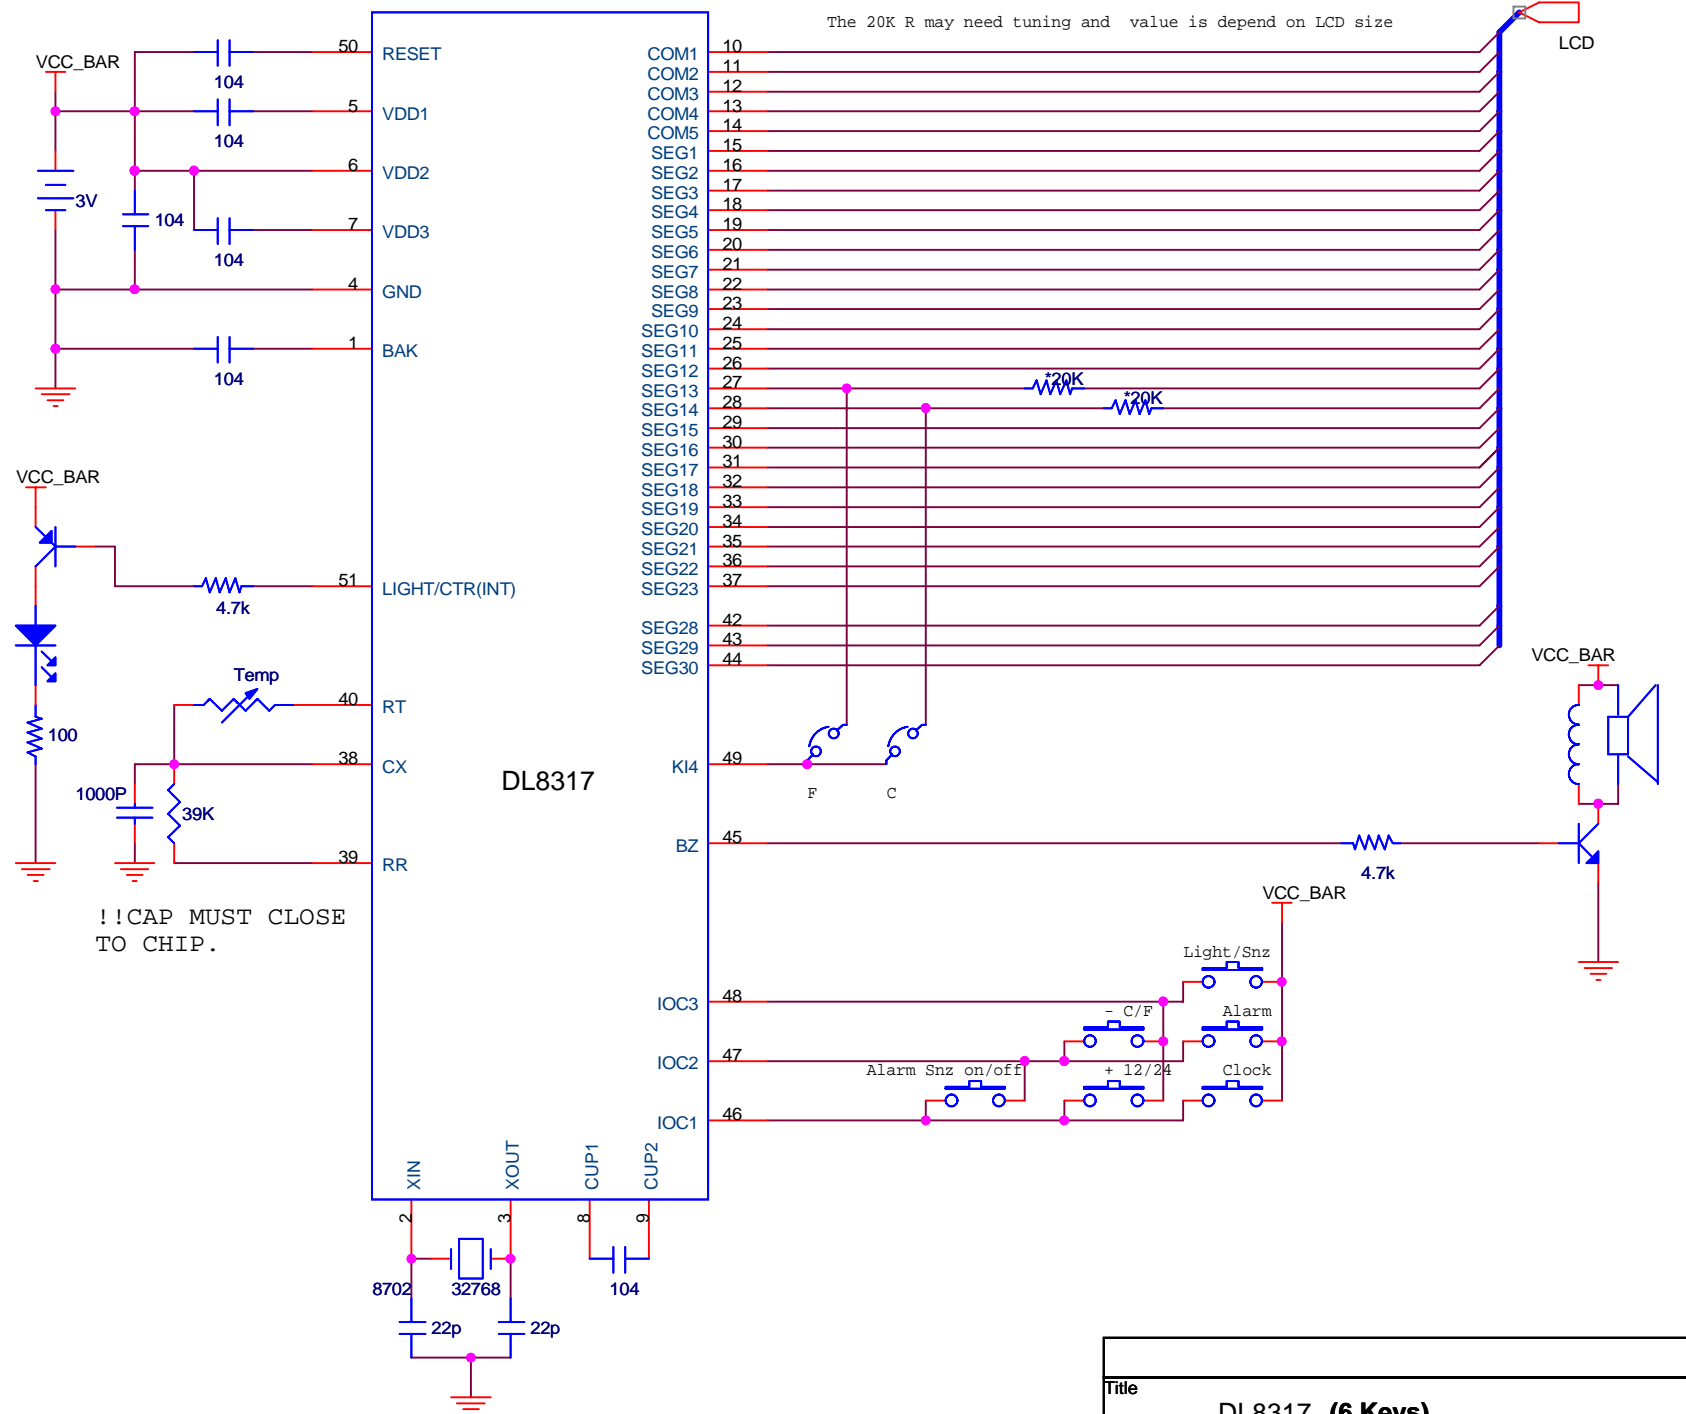 The 20K R may need tuning and  value is depend on LCD size
LCD
VCC_BAR
104
50
RESET
104
5
VDD1
6
VDD2
3V
104
104
7
VDD3
4
GND
104
1
BAK
COM1
10
COM2
11
COM3
12
COM4
13
COM5
14
SEG1
15
SEG2
16
SEG3
17
SEG4
18
SEG5
19
SEG6
20
SEG7
21
SEG8
22
SEG9
23
SEG10
24
SEG11
25
SEG12
26
SEG13
27
*20K
SEG14
28
*20K
SEG15
29
SEG16
30
SEG17
31
SEG18
32
SEG19
33
SEG20
34
SEG21
35
SEG22
36
SEG23
37
SEG28
42
SEG29
43
SEG30
44
VCC_BAR
4.7k
51
LIGHT/CTR(INT)
100
Temp
40
RT
38
CX
1000P
39K
39
RR
!!CAP MUST CLOSE
TO CHIP.
DL8317
KI4
49
F
C
BZ
45
4.7k
VCC_BAR
VCC_BAR
Light/Snz
IOC3
48
- C/F
Alarm
IOC2
47
Alarm Snz on/off
+ 12/24
Clock
IOC1
46
XIN
XOUT
CUP1
CUP2
2
3
8
9
8702
32768
104
22p
22p
Title
DL8317  (6 Keys)